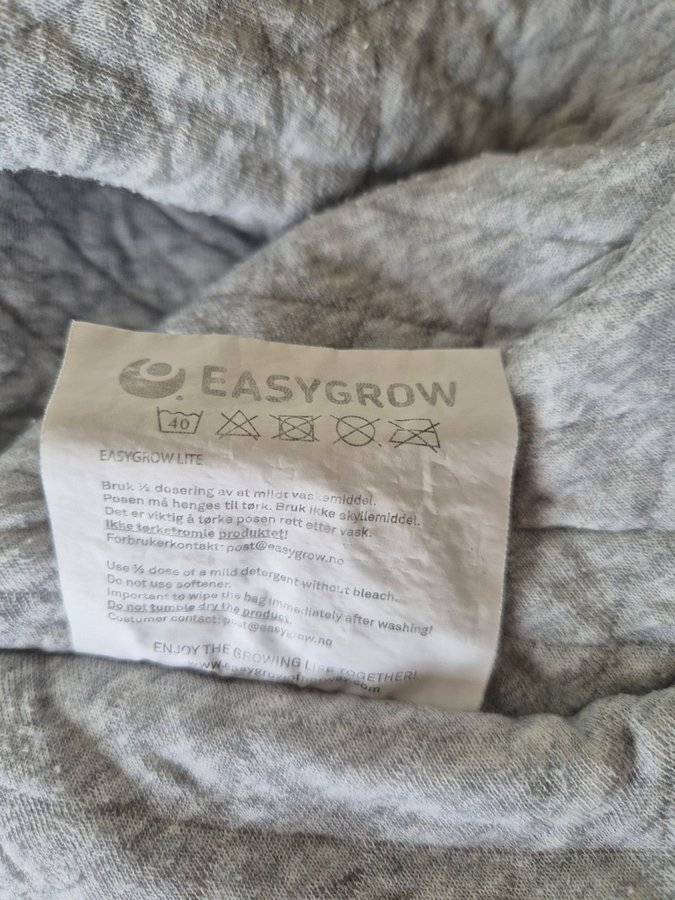 EASYGROW
40
EASYGROW LITE
Bruk ½ dosering av et mildt vaskemiddel.
Posen må henges til tørk. Bruk ikke skyllemiddel.
Det er viktig å tørke posen rett etter vask.
Ikke tørketromle produktet!
Forbrukerkontakt: post@easygrow.no
Use ½ dose of a mild detergent without bleach.
Do not use softener.
Important to wipe the bag immediately after washing!
Do not tumble dry the product.
Costumer contact: post@easygrow.no
ENJOY THE GROWING LIFE TOGETHER!
www.easygrowofnorway.com